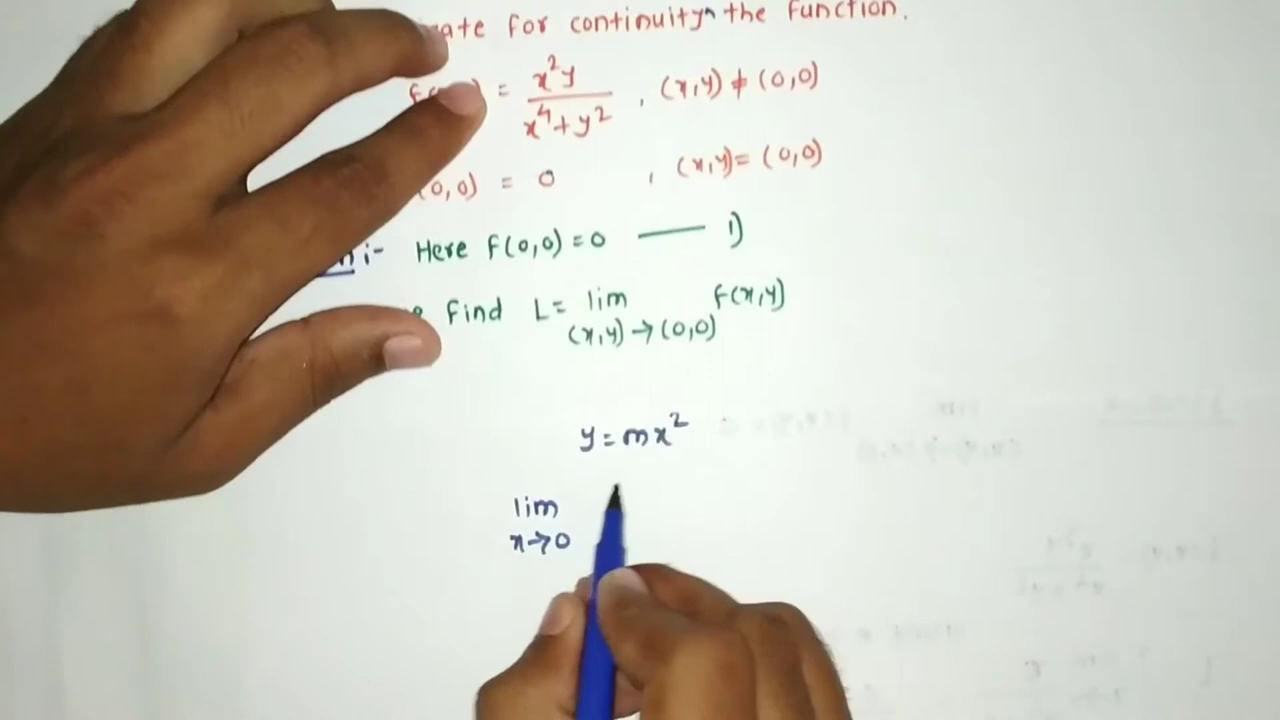 for continuity the function.
= x²y / x⁴+y² , (x,y) ≠ (0,0)
(0,0) = 0 , (x,y) = (0,0)
:- Here f(0,0) = 0 —— 1)
Find L = lim (x,y)→(0,0) f(x,y)
y = mx²
lim
x→0